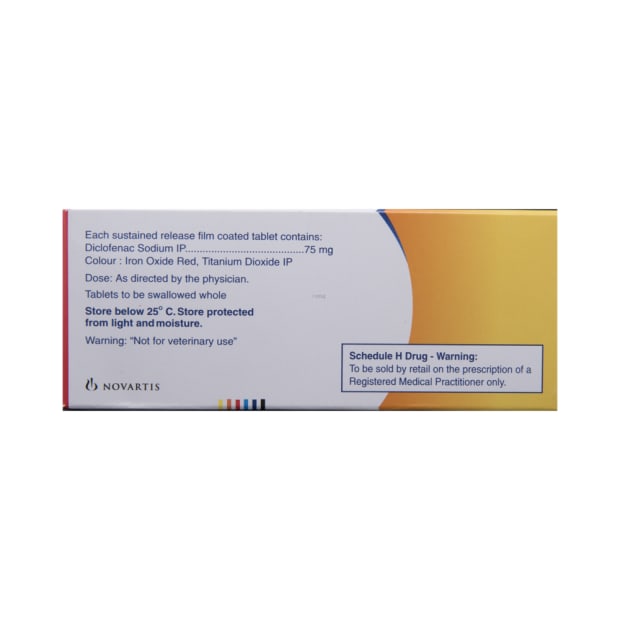 Each sustained release film coated tablet contains:
Diclofenac Sodium IP........................................75 mg
Colour : Iron Oxide Red, Titanium Dioxide IP
Dose: As directed by the physician.
Tablets to be swallowed whole
Store below 25° C. Store protected
from light and moisture.
Warning: "Not for veterinary use"
NOVARTIS
Schedule H Drug - Warning:
To be sold by retail on the prescription of a
Registered Medical Practitioner only.